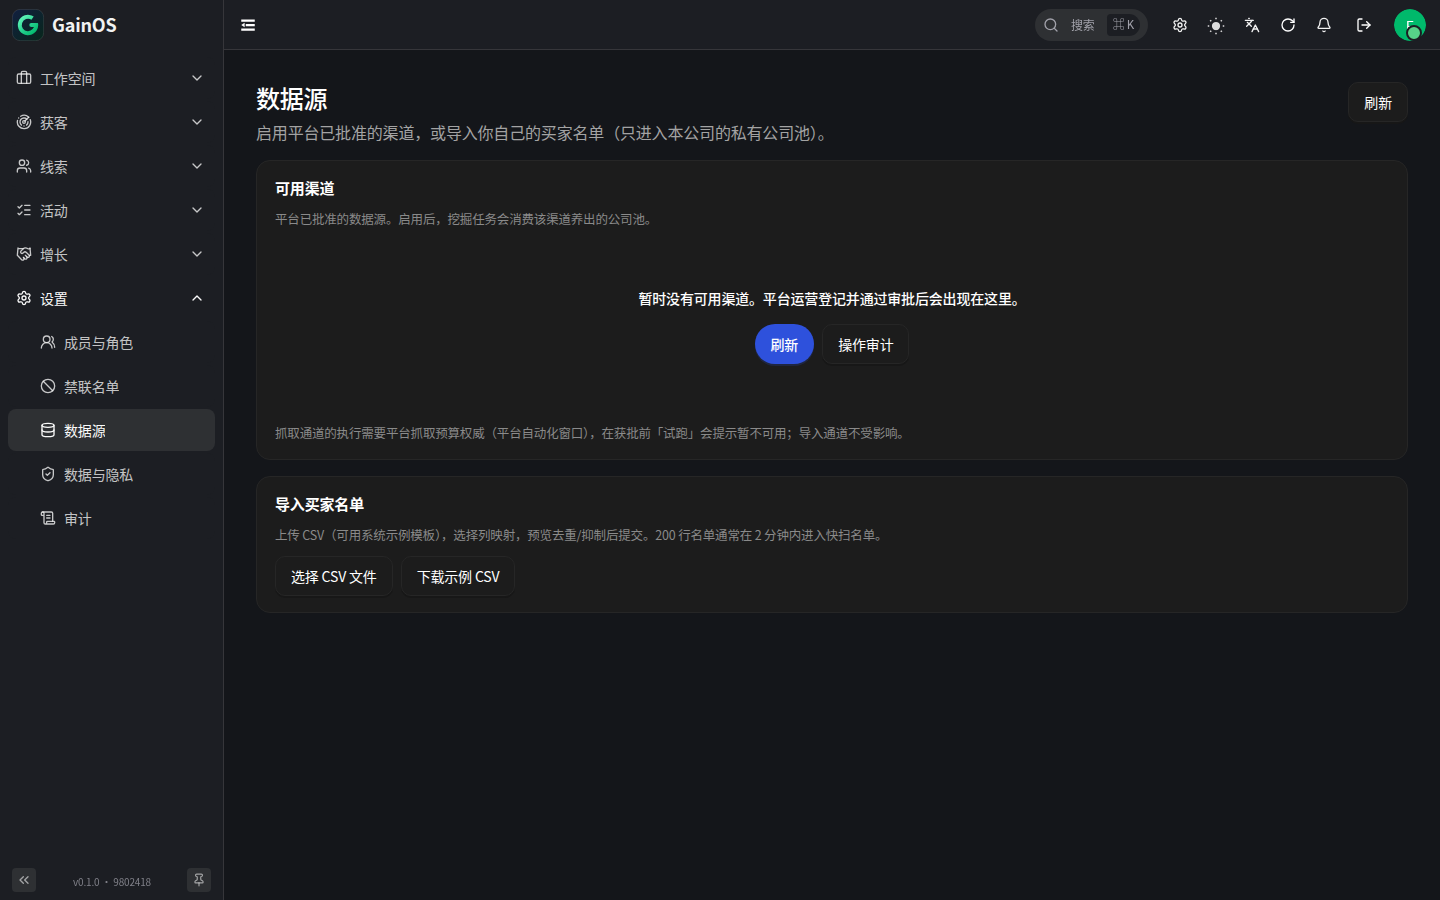 GainOS
搜索
⌘ K
工作空间
获客
线索
活动
增长
设置
成员与角色
禁联名单
数据源
数据与隐私
审计
v0.1.0 • 9802418
数据源
刷新
启用平台已批准的渠道，或导入你自己的买家名单（只进入本公司的私有公司池）。
可用渠道
平台已批准的数据源。启用后，挖掘任务会消费该渠道养出的公司池。
暂时没有可用渠道。平台运营登记并通过审批后会出现在这里。
刷新
操作审计
抓取通道的执行需要平台抓取预算权威（平台自动化窗口），在获批前「试跑」会提示暂不可用；导入通道不受影响。
导入买家名单
上传 CSV（可用系统示例模板），选择列映射，预览去重/抑制后提交。200 行名单通常在 2 分钟内进入快扫名单。
选择 CSV 文件
下载示例 CSV